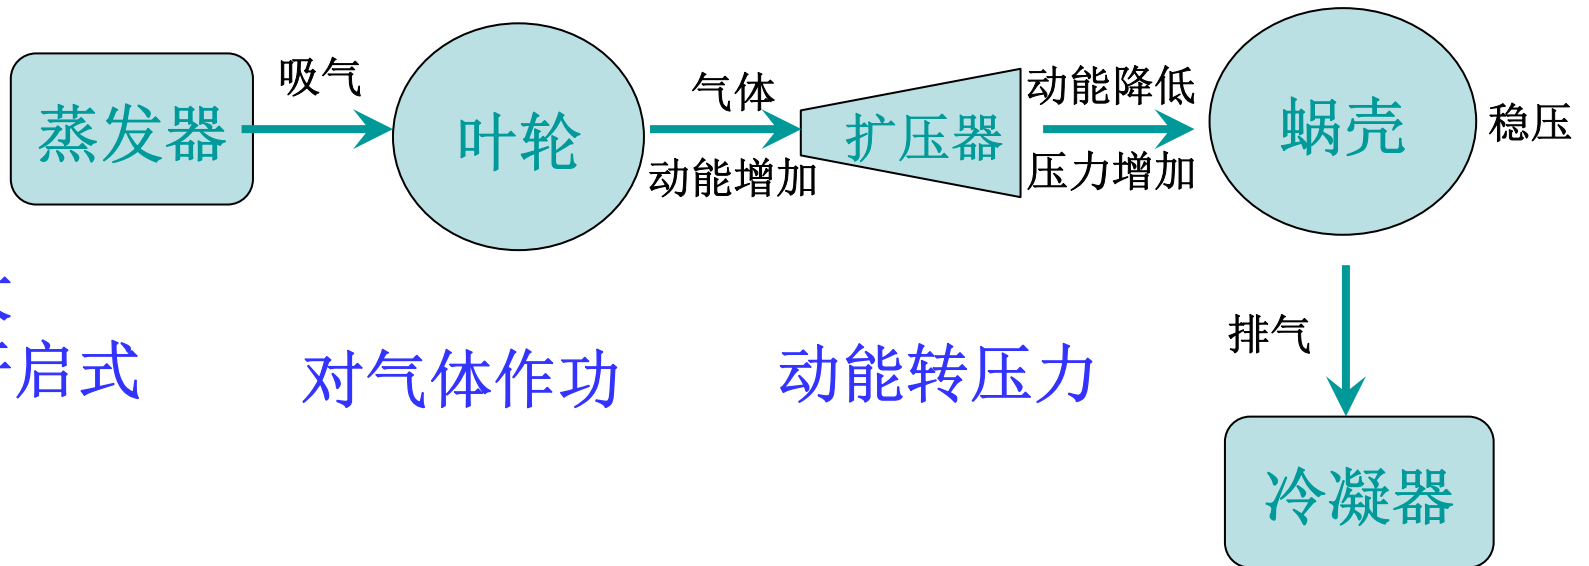 蒸发器
吸气
叶轮
气体
动能增加
扩压器
动能降低
压力增加
蜗壳
稳压
启式
对气体作功
动能转压力
排气
冷凝器